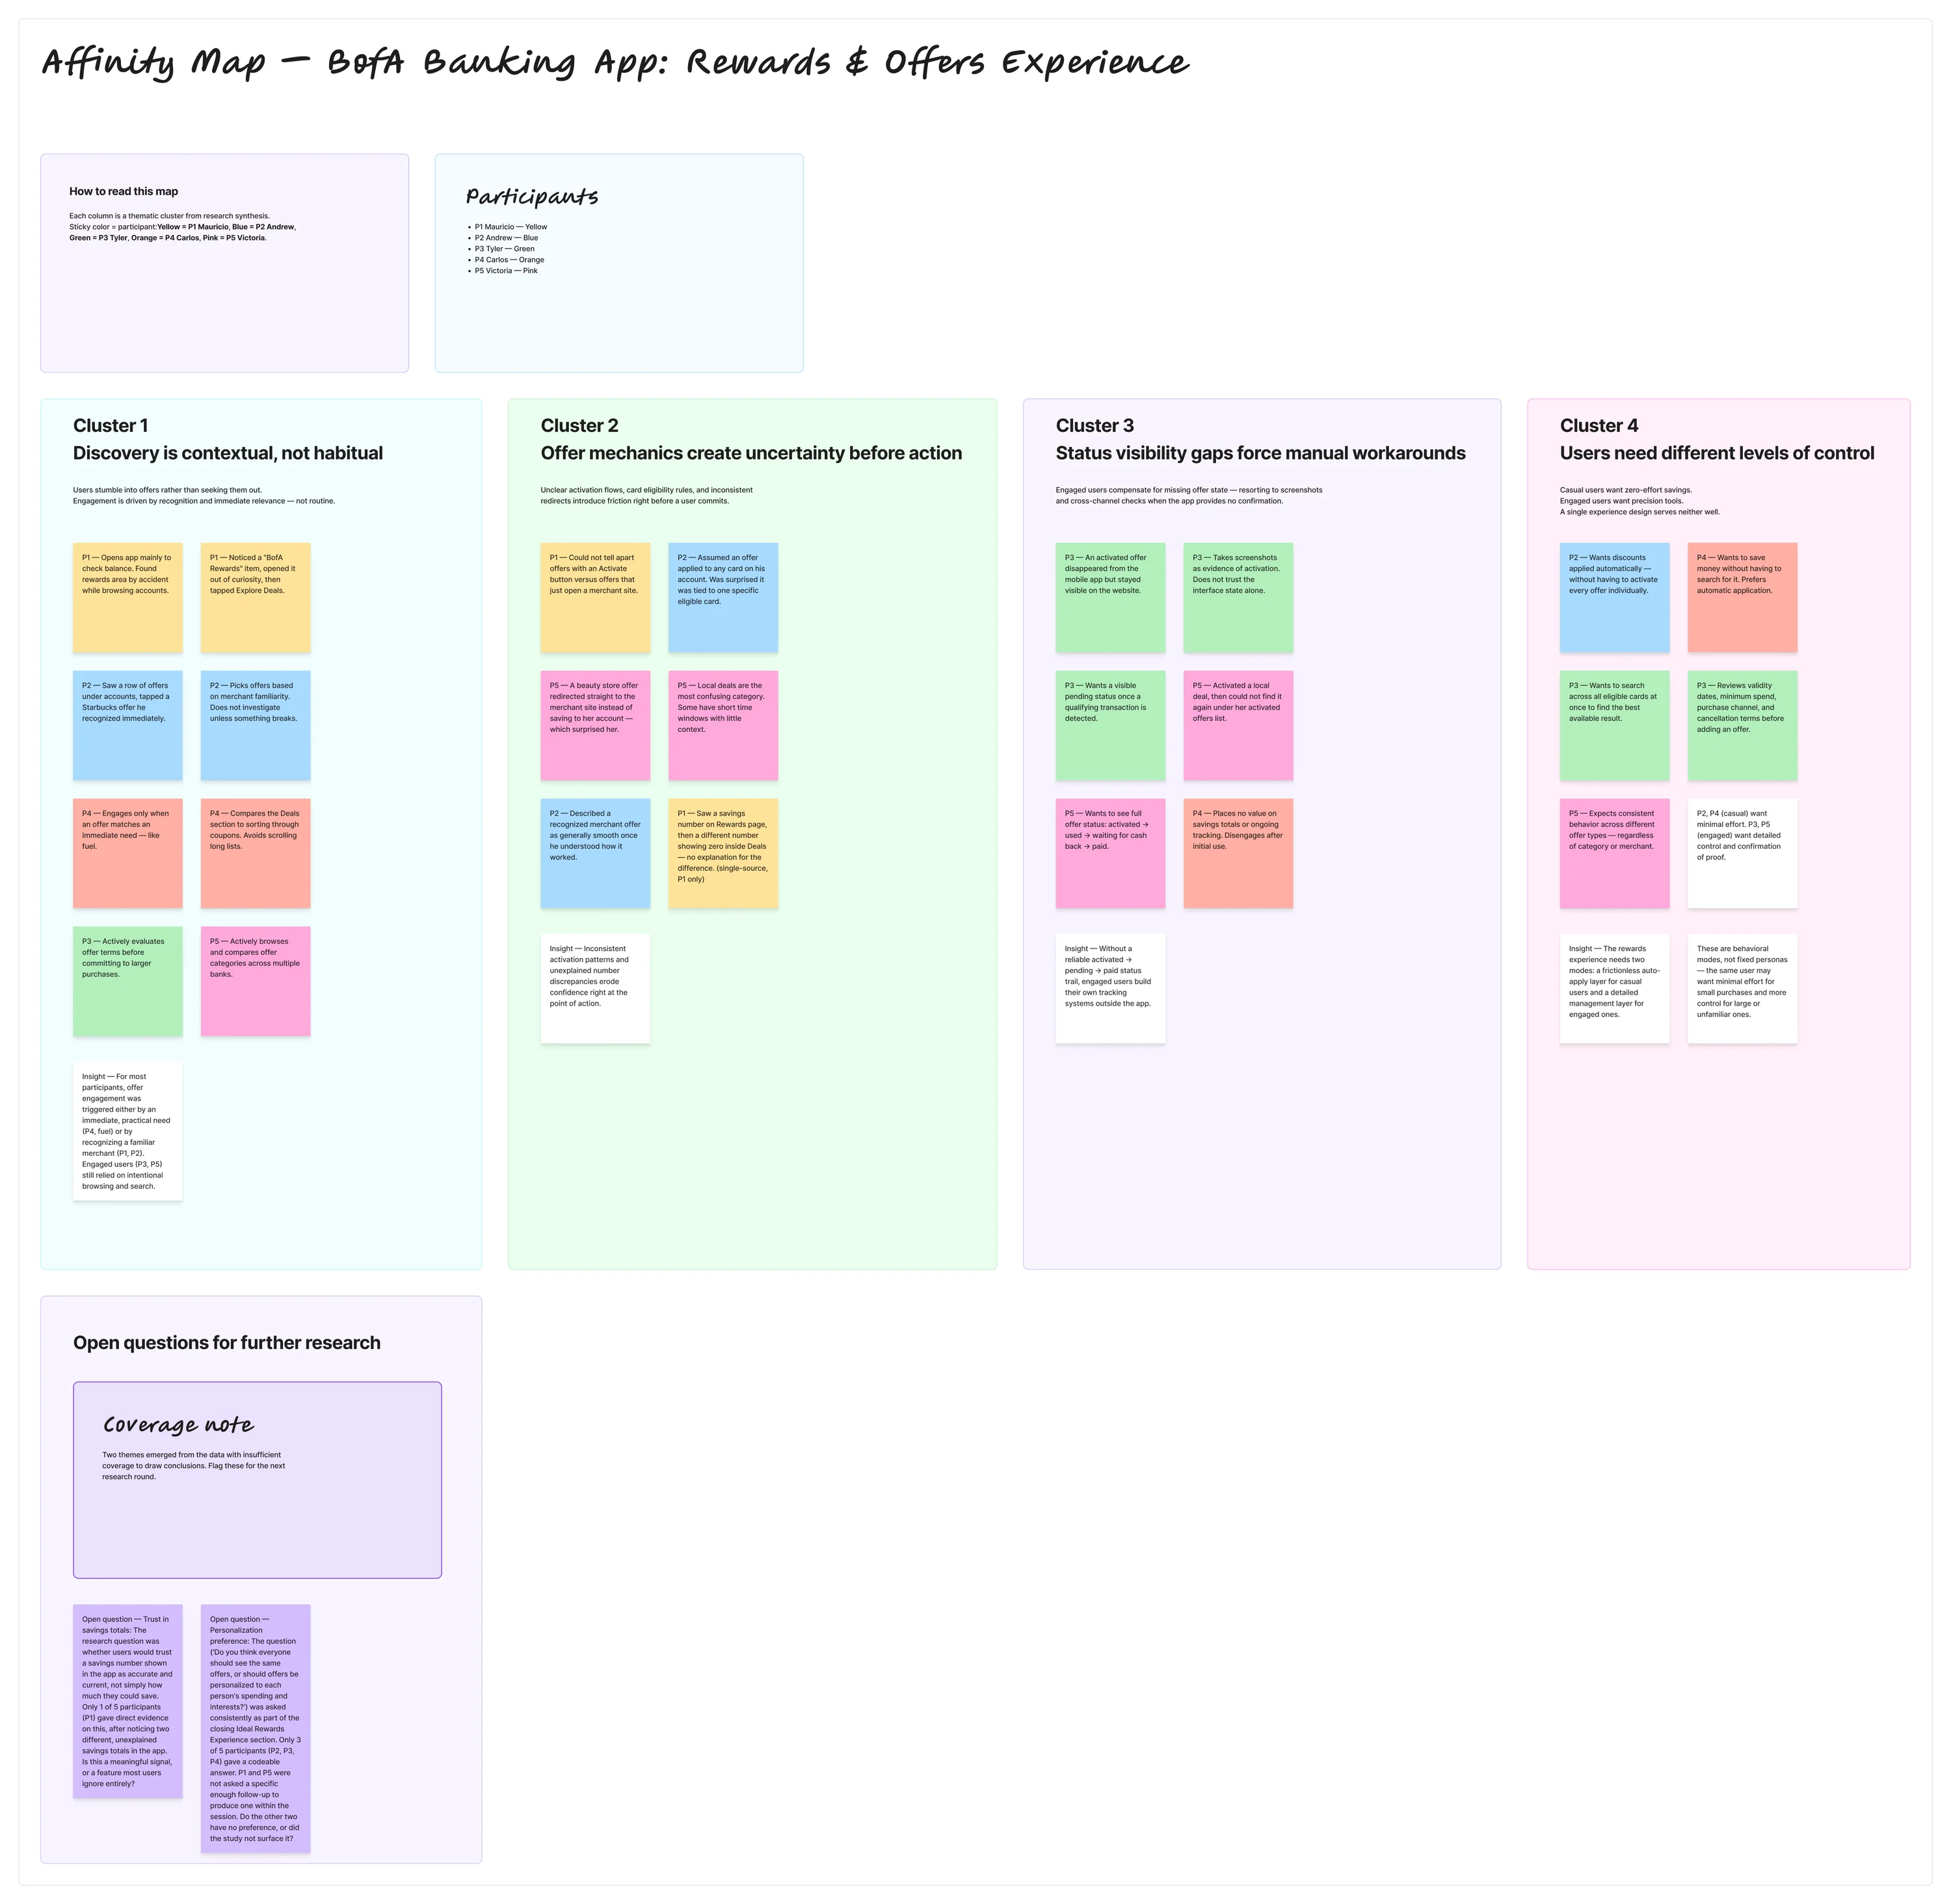 Affinity Map — BofA Banking App: Rewards & Offers Experience
How to read this map
Each column is a thematic cluster from research synthesis.
Sticky color = participant:Yellow = P1 Mauricio, Blue = P2 Andrew,
Green = P3 Tyler, Orange = P4 Carlos, Pink = P5 Victoria.
Participants
• P1 Mauricio — Yellow
• P2 Andrew — Blue
• P3 Tyler — Green
• P4 Carlos — Orange
• P5 Victoria — Pink
Cluster 1
Discovery is contextual, not habitual
Users stumble into offers rather than seeking them out.
Engagement is driven by recognition and immediate relevance — not routine.
P1 — Opens app mainly to
check balance. Found
rewards area by accident
while browsing accounts.
P1 — Noticed a "BofA
Rewards" item, opened it
out of curiosity, then
tapped Explore Deals.
P2 — Saw a row of offers
under accounts, tapped a
Starbucks offer he
recognized immediately.
P2 — Picks offers based
on merchant familiarity.
Does not investigate
unless something breaks.
P4 — Engages only when
an offer matches an
immediate need — like
fuel.
P4 — Compares the Deals
section to sorting through
coupons. Avoids scrolling
long lists.
P3 — Actively evaluates
offer terms before
committing to larger
purchases.
P5 — Actively browses
and compares offer
categories across multiple
banks.
Insight — For most
participants, offer
engagement was
triggered either by an
immediate, practical need
(P4, fuel) or by
recognizing a familiar
merchant (P1, P2).
Engaged users (P3, P5)
still relied on intentional
browsing and search.
Cluster 2
Offer mechanics create uncertainty before action
Unclear activation flows, card eligibility rules, and inconsistent
redirects introduce friction right before a user commits.
P1 — Could not tell apart
offers with an Activate
button versus offers that
just open a merchant site.
P2 — Assumed an offer
applied to any card on his
account. Was surprised it
was tied to one specific
eligible card.
P5 — A beauty store offer
redirected straight to the
merchant site instead of
saving to her account —
which surprised her.
P5 — Local deals are the
most confusing category.
Some have short time
windows with little
context.
P2 — Described a
recognized merchant offer
as generally smooth once
he understood how it
worked.
P1 — Saw a savings
number on Rewards page,
then a different number
showing zero inside Deals
— no explanation for the
difference. (single-source,
P1 only)
Insight — Inconsistent
activation patterns and
unexplained number
discrepancies erode
confidence right at the
point of action.
Cluster 3
Status visibility gaps force manual workarounds
Engaged users compensate for missing offer state — resorting to screenshots
and cross-channel checks when the app provides no confirmation.
P3 — An activated offer
disappeared from the
mobile app but stayed
visible on the website.
P3 — Takes screenshots
as evidence of activation.
Does not trust the
interface state alone.
P3 — Wants a visible
pending status once a
qualifying transaction is
detected.
P5 — Activated a local
deal, then could not find it
again under her activated
offers list.
P5 — Wants to see full
offer status: activated →
used → waiting for cash
back → paid.
P4 — Places no value on
savings totals or ongoing
tracking. Disengages after
initial use.
Insight — Without a
reliable activated →
pending → paid status
trail, engaged users build
their own tracking
systems outside the app.
Cluster 4
Users need different levels of control
Casual users want zero-effort savings.
Engaged users want precision tools.
A single experience design serves neither well.
P2 — Wants discounts
applied automatically —
without having to activate
every offer individually.
P4 — Wants to save
money without having to
search for it. Prefers
automatic application.
P3 — Wants to search
across all eligible cards at
once to find the best
available result.
P3 — Reviews validity
dates, minimum spend,
purchase channel, and
cancellation terms before
adding an offer.
P5 — Expects consistent
behavior across different
offer types — regardless
of category or merchant.
P2, P4 (casual) want
minimal effort. P3, P5
(engaged) want detailed
control and confirmation
of proof.
Insight — The rewards
experience needs two
modes: a frictionless auto-
apply layer for casual
users and a detailed
management layer for
engaged ones.
These are behavioral
modes, not fixed personas
— the same user may
want minimal effort for
small purchases and more
control for large or
unfamiliar ones.
Open questions for further research
Coverage note
Two themes emerged from the data with insufficient
coverage to draw conclusions. Flag these for the next
research round.
Open question — Trust in
savings totals: The
research question was
whether users would trust
a savings number shown
in the app as accurate and
current, not simply how
much they could save.
Only 1 of 5 participants
(P1) gave direct evidence
on this, after noticing two
different, unexplained
savings totals in the app.
Is this a meaningful signal,
or a feature most users
ignore entirely?
Open question —
Personalization
preference: The question
('Do you think everyone
should see the same
offers, or should offers be
personalized to each
person's spending and
interests?') was asked
consistently as part of the
closing Ideal Rewards
Experience section. Only 3
of 5 participants (P2, P3,
P4) gave a codeable
answer. P1 and P5 were
not asked a specific
enough follow-up to
produce one within the
session. Do the other two
have no preference, or did
the study not surface it?